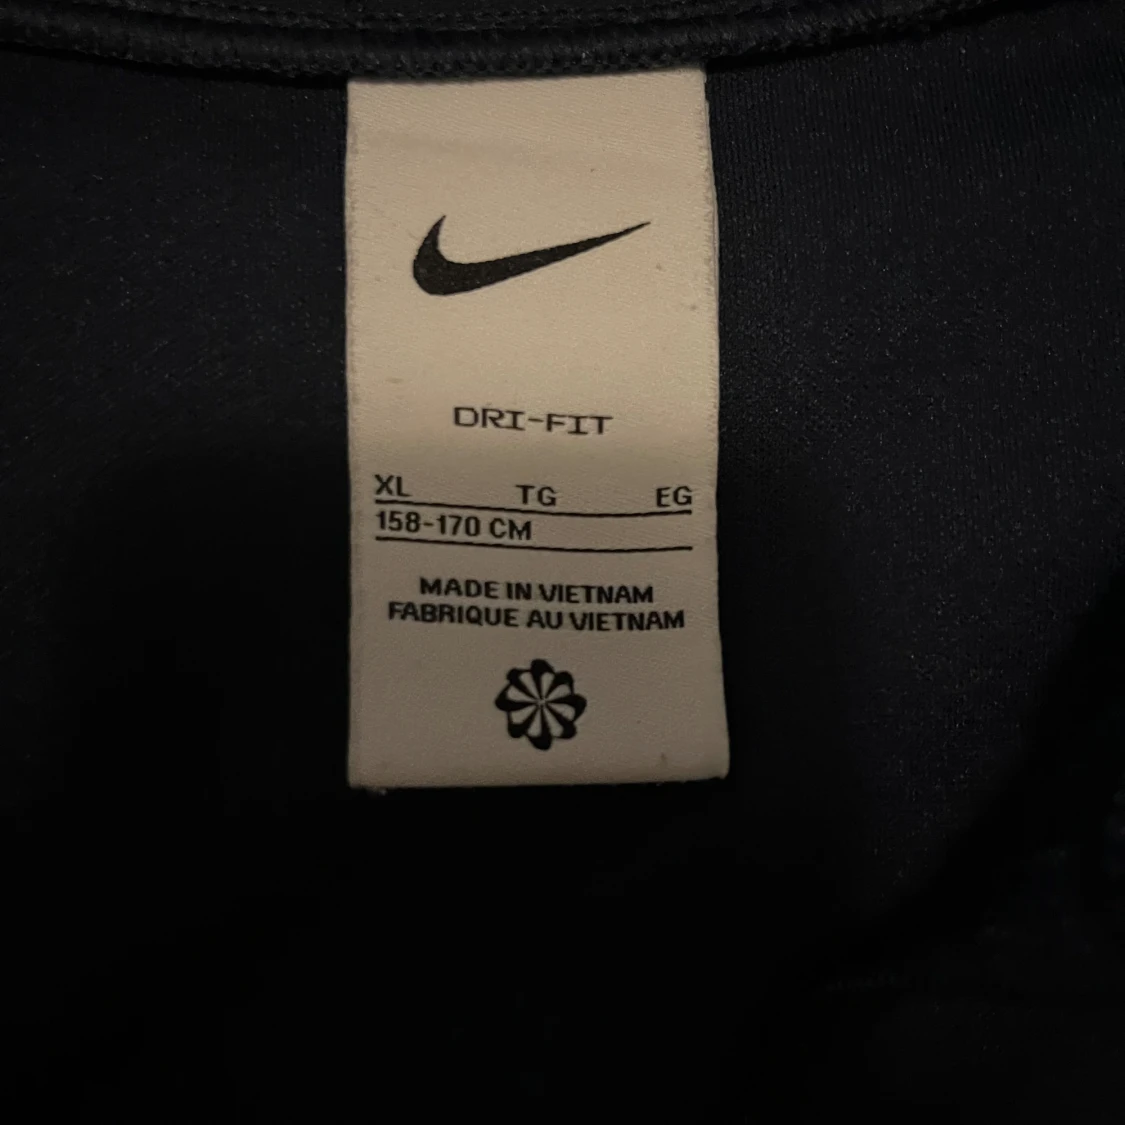 DRI-FIT
XL TG EG
158-170 CM
MADE IN VIETNAM
FABRIQUE AU VIETNAM